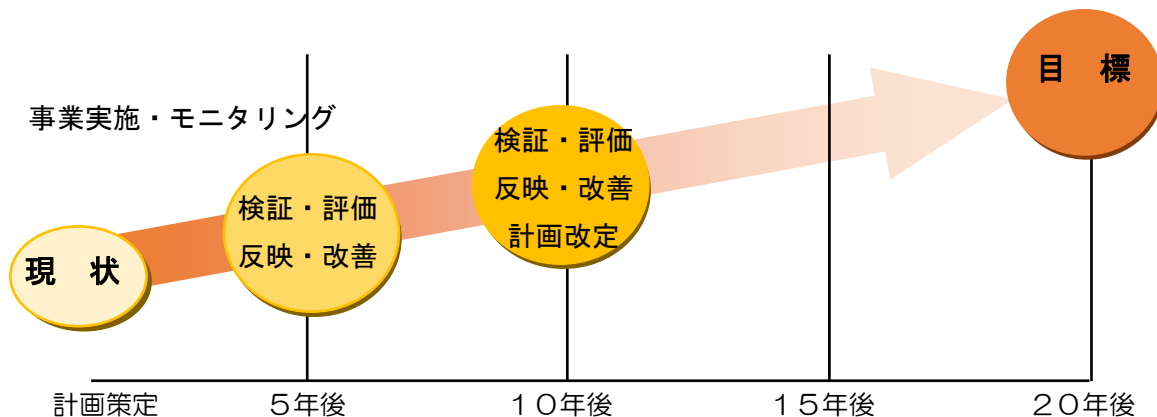 目　標
事業実施・モニタリング
検証・評価
反映・改善
計画改定
検証・評価
反映・改善
現　状
計画策定
５年後
１０年後
１５年後
２０年後